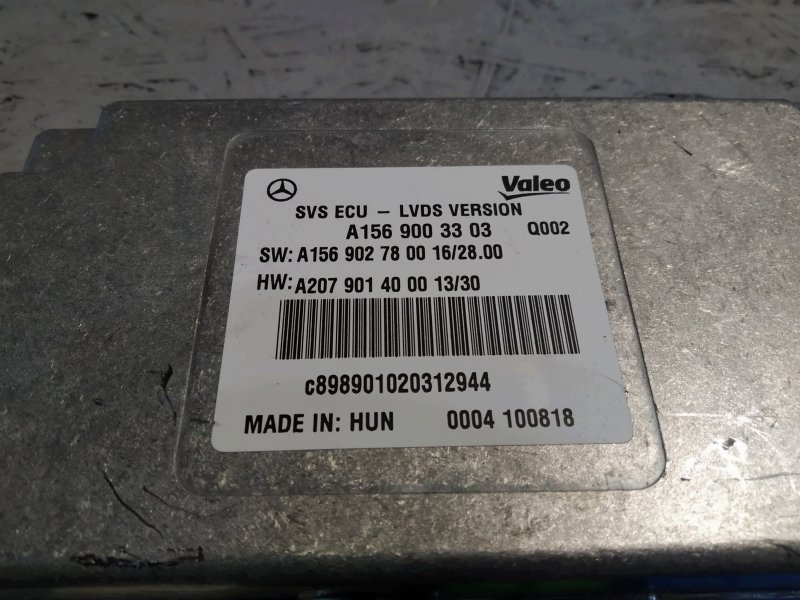 Valeo
SVS ECU - LVDS VERSION
A156 900 33 03 Q002
SW: A156 902 78 00 16/28.00
HW: A207 901 40 00 13/30
c898901020312944
MADE IN: HUN 0004 100818